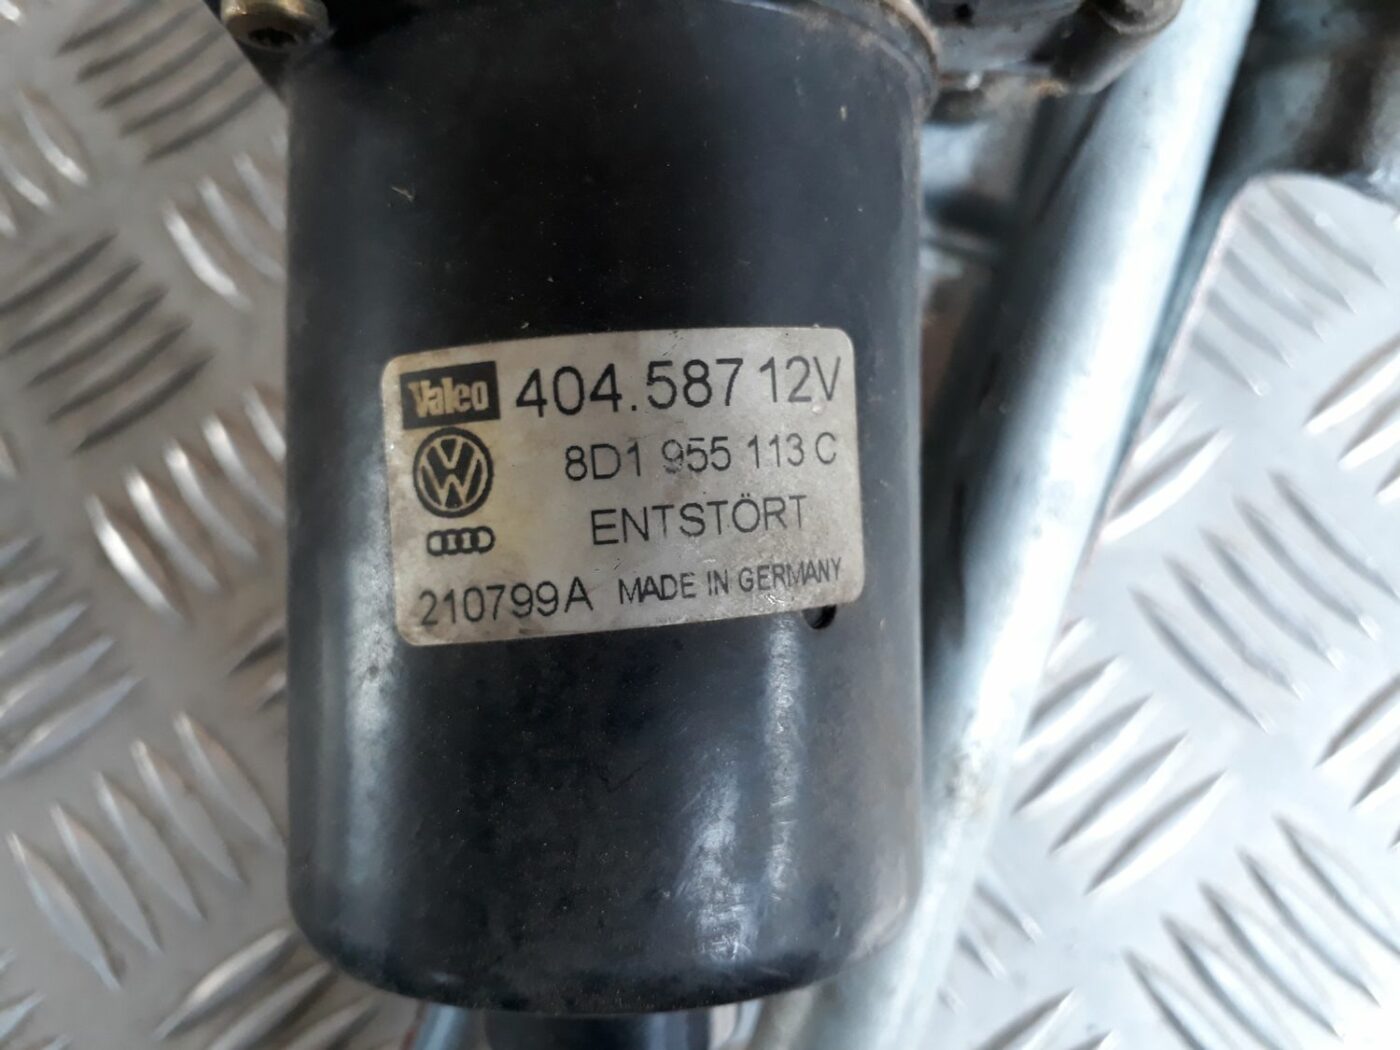 Valeo 404.587 12V
8D1 955 113 C
ENTSTÖRT
210799A MADE IN GERMANY